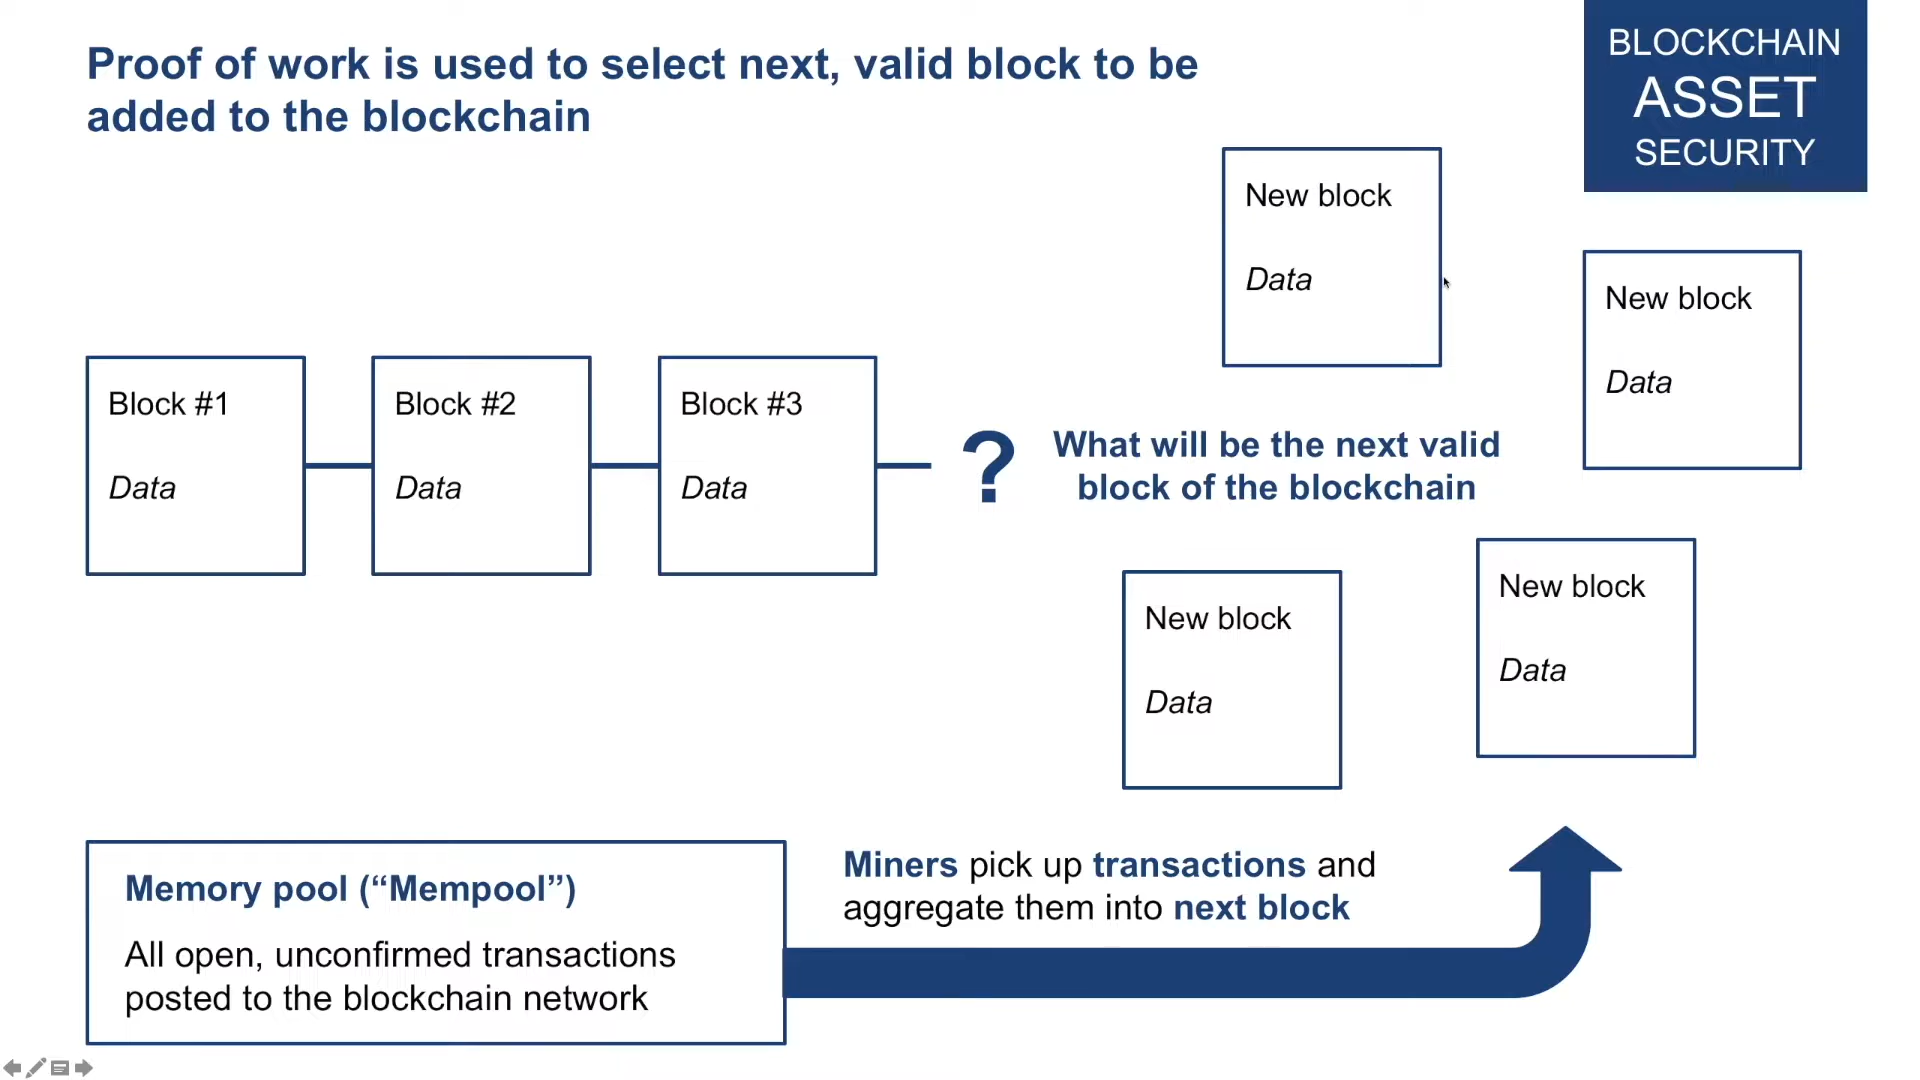 Proof of work is used to select next, valid block to be
added to the blockchain
BLOCKCHAIN
ASSET
SECURITY
New block
Data
New block
Data
Block #1
Data
Block #2
Data
Block #3
Data
?
What will be the next valid
block of the blockchain
New block
Data
New block
Data
Memory pool (“Mempool”)
All open, unconfirmed transactions
posted to the blockchain network
Miners pick up transactions and
aggregate them into next block